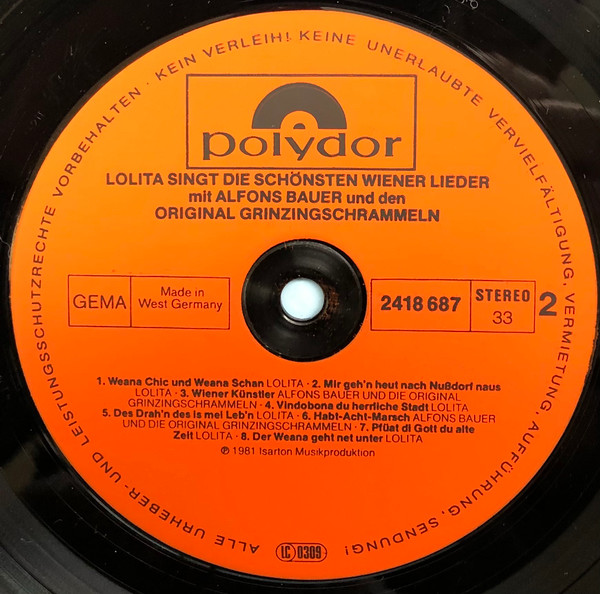 ALLE URHEBER- UND LEISTUNGSSCHUTZRECHTE VORBEHALTEN · KEIN VERLEIH! KEINE UNERLAUBTE VERVIELFÄLTIGUNG, VERMIETUNG, AUFFÜHRUNG, SENDUNG!
polydor
LOLITA SINGT DIE SCHÖNSTEN WIENER LIEDER
mit ALFONS BAUER und den
ORIGINAL GRINZINGSCHRAMMELN
GEMA
Made in
West Germany
2418 687
STEREO
33
2
1. Weana Chic und Weana Schan LOLITA · 2. Mir geh'n heut nach Nußdorf naus
LOLITA · 3. Wiener Künstler ALFONS BAUER UND DIE ORIGINAL
GRINZINGSCHRAMMELN · 4. Vindobona du herrliche Stadt LOLITA
5. Des Drah'n des is mei Leb'n LOLITA · 6. Habt-Acht-Marsch ALFONS BAUER
UND DIE ORIGINAL GRINZINGSCHRAMMELN · 7. Pfüat di Gott du alte
Zeit LOLITA · 8. Der Weana geht net unter LOLITA
℗ 1981 Isarton Musikproduktion
LC 0309